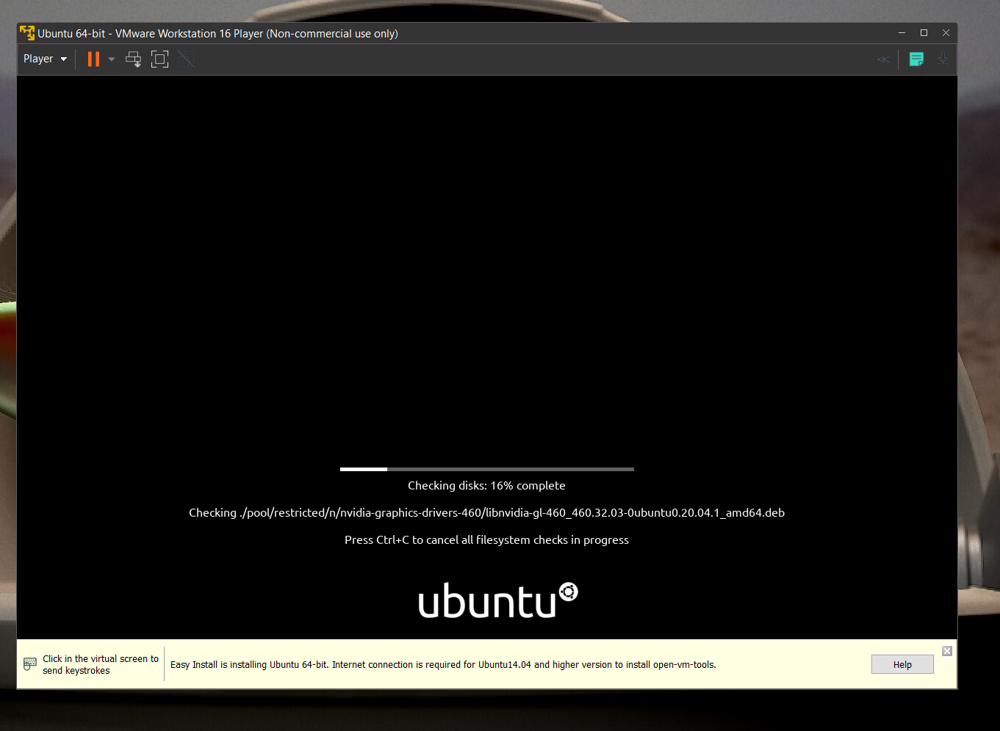 Ubuntu 64-bit - VMware Workstation 16 Player (Non-commercial use only)
Player
Checking disks: 16% complete
Checking ./pool/restricted/n/nvidia-graphics-drivers-460/libnvidia-gl-460_460.32.03-0ubuntu0.20.04.1_amd64.deb
Press Ctrl+C to cancel all filesystem checks in progress
ubuntu
Click in the virtual screen to
send keystrokes
Easy Install is installing Ubuntu 64-bit. Internet connection is required for Ubuntu14.04 and higher version to install open-vm-tools.
Help